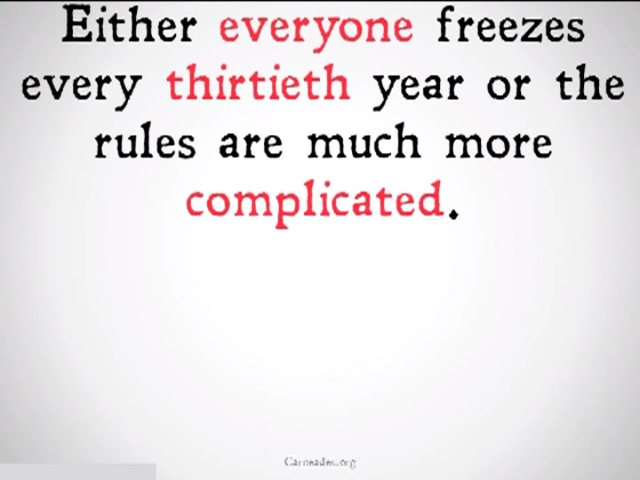 Either everyone freezes
every thirtieth year or the
rules are much more
complicated.
Carneades.org